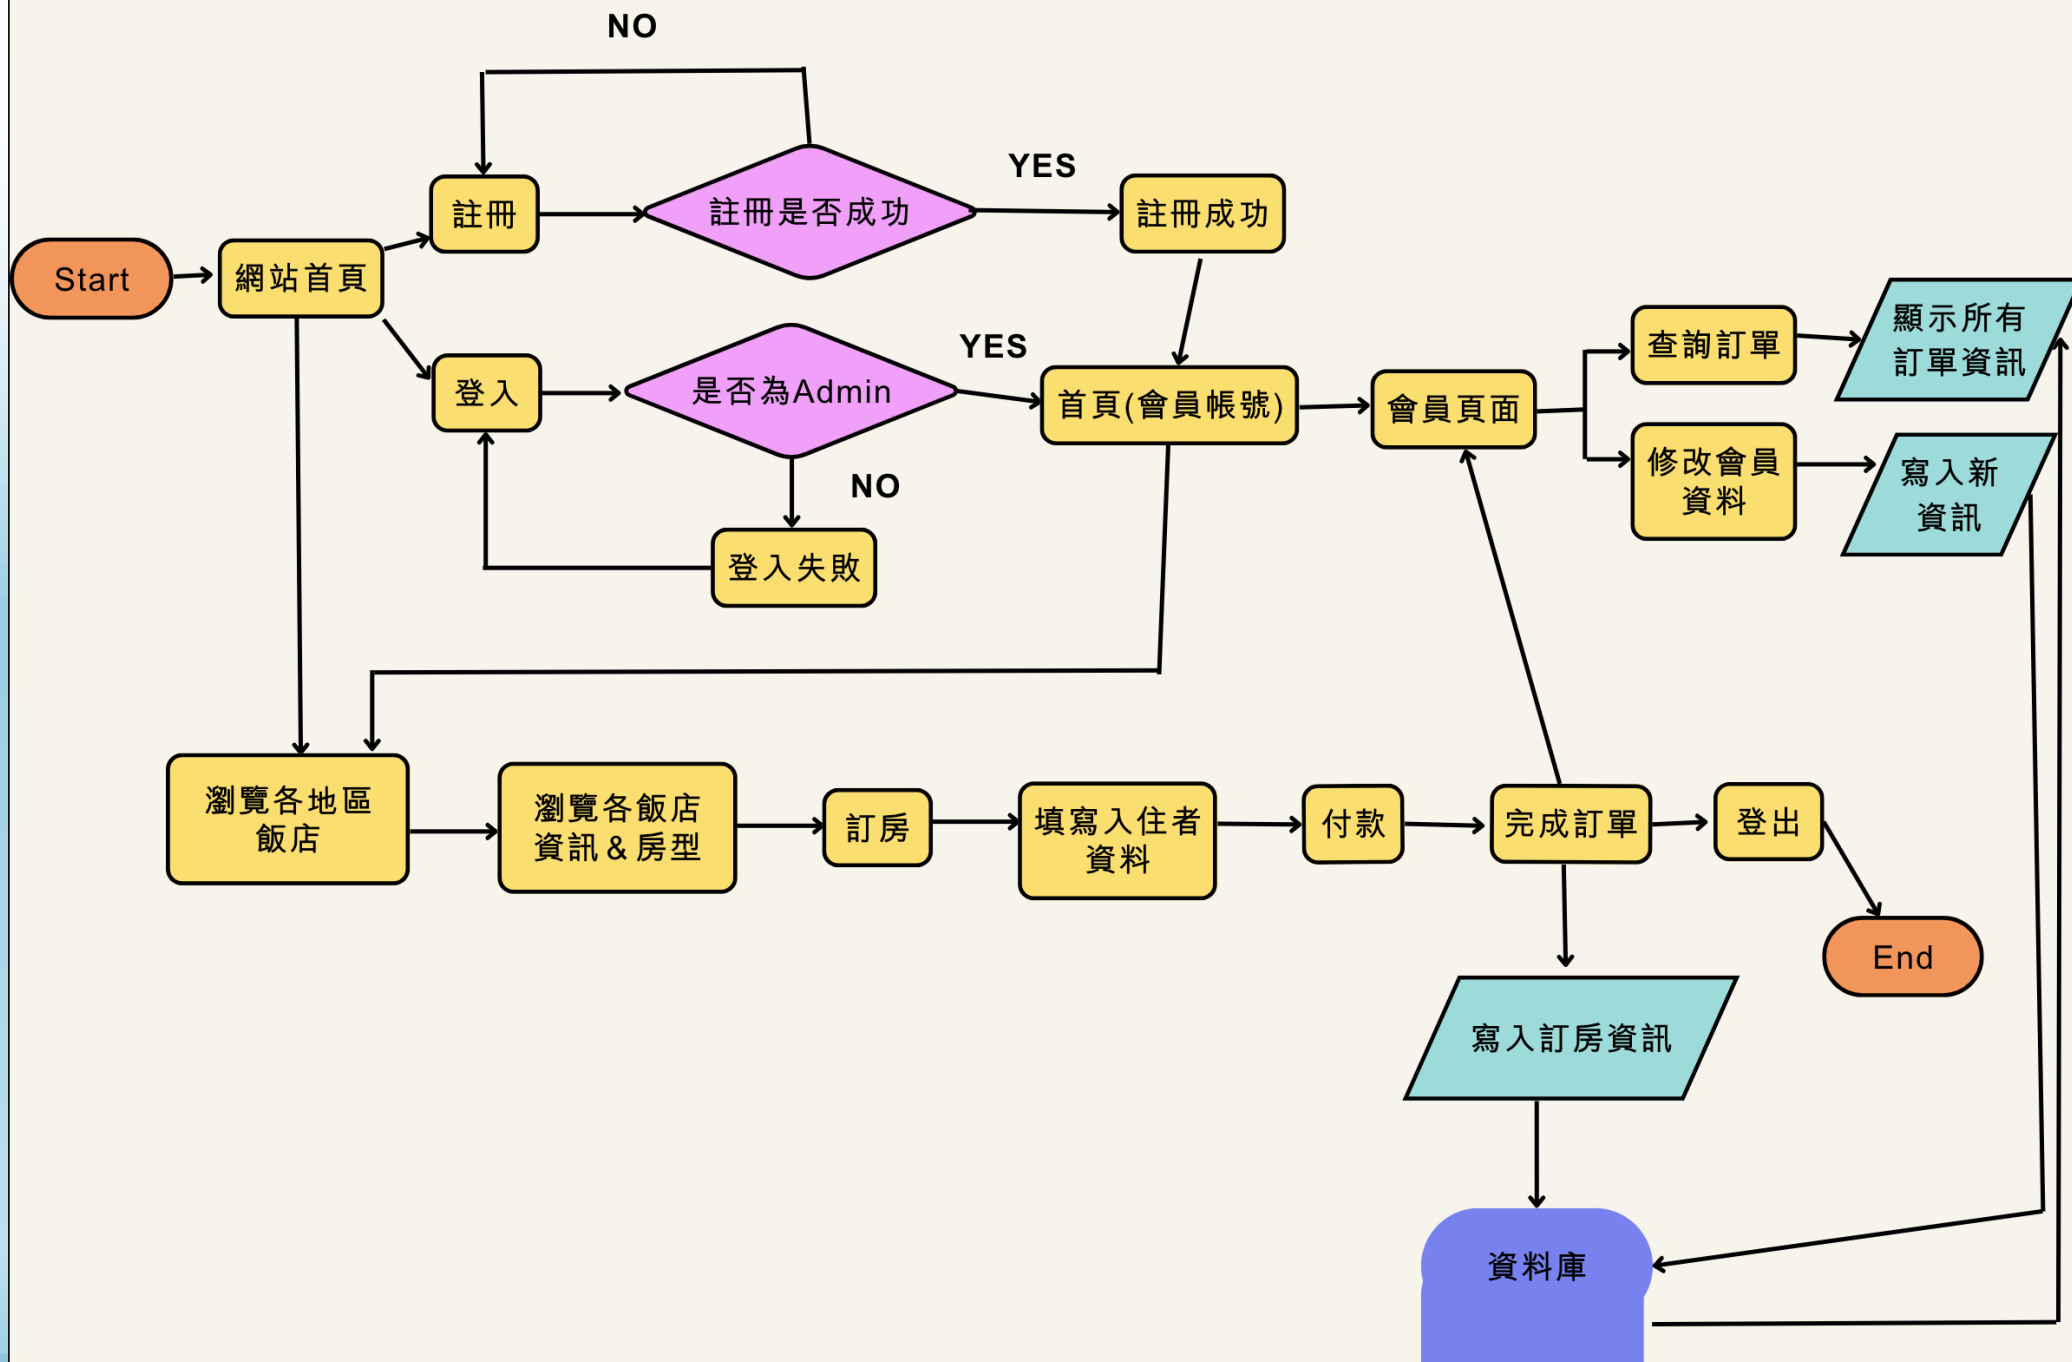 NO
YES
註冊
註冊是否成功
註冊成功
Start
網站首頁
顯示所有
訂單資訊
查詢訂單
YES
登入
是否為Admin
首頁(會員帳號)
會員頁面
修改會員
資料
寫入新
資訊
NO
登入失敗
瀏覽各地區
飯店
瀏覽各飯店
資訊&房型
訂房
填寫入住者
資料
付款
完成訂單
登出
End
寫入訂房資訊
資料庫